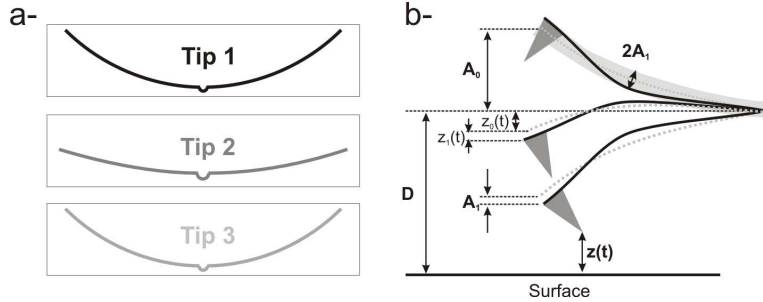 a-
Tip 1
Tip 2
Tip 3
b-
A₀
2A₁
z₀(t)
z₁(t)
D
A₁
z(t)
Surface